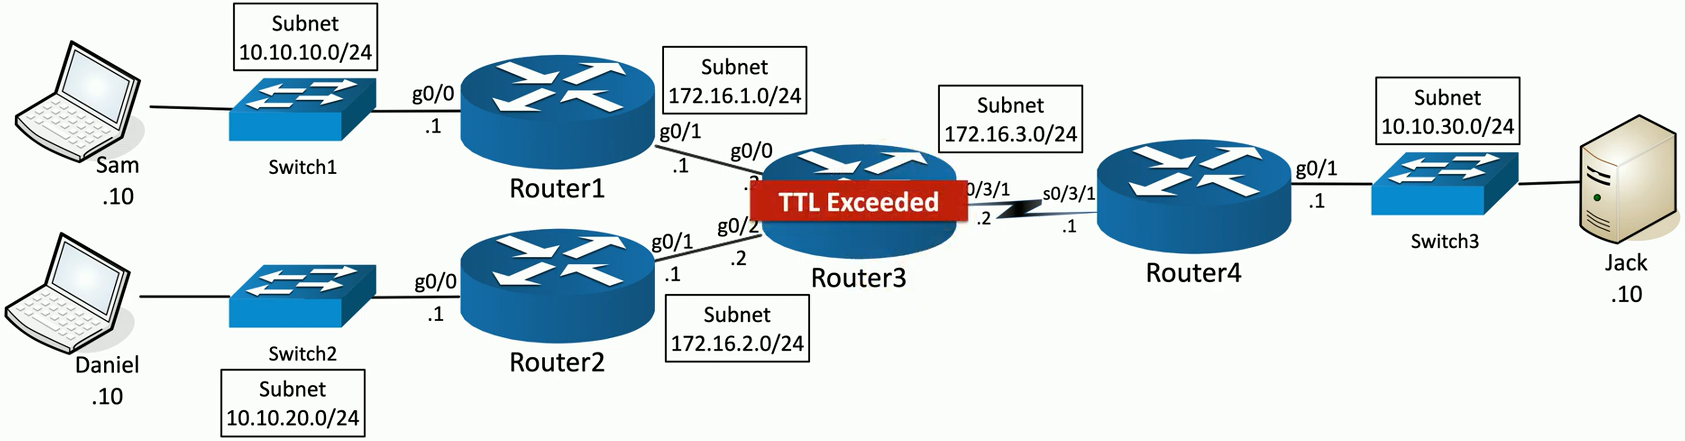 Subnet
10.10.10.0/24
Sam
.10
Switch1
g0/0
.1
Router1
Subnet
172.16.1.0/24
g0/1
.1
g0/0
TTL Exceeded
Router3
Subnet
172.16.3.0/24
0/3/1
.2
s0/3/1
.1
Router4
g0/1
.1
Subnet
10.10.30.0/24
Switch3
Jack
.10
Daniel
.10
Switch2
Subnet
10.10.20.0/24
g0/0
.1
Router2
g0/1
.1
g0/2
.2
Subnet
172.16.2.0/24